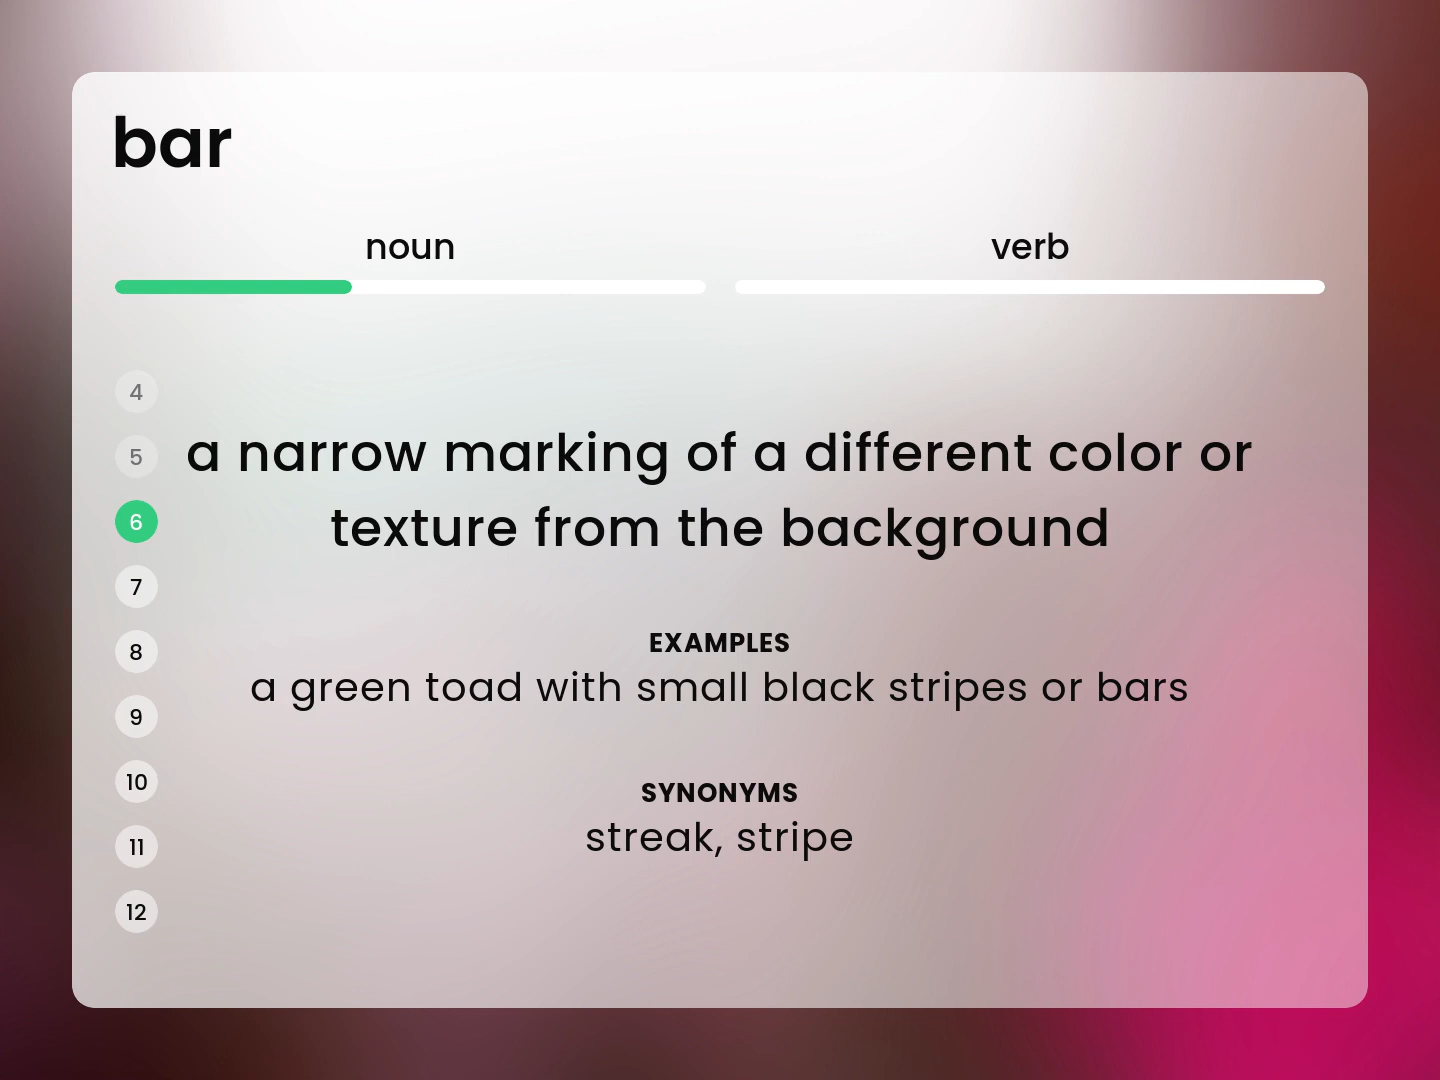 bar
noun
verb
4
5
6
7
8
9
10
11
12
a narrow marking of a different color or
texture from the background
EXAMPLES
a green toad with small black stripes or bars
SYNONYMS
streak, stripe